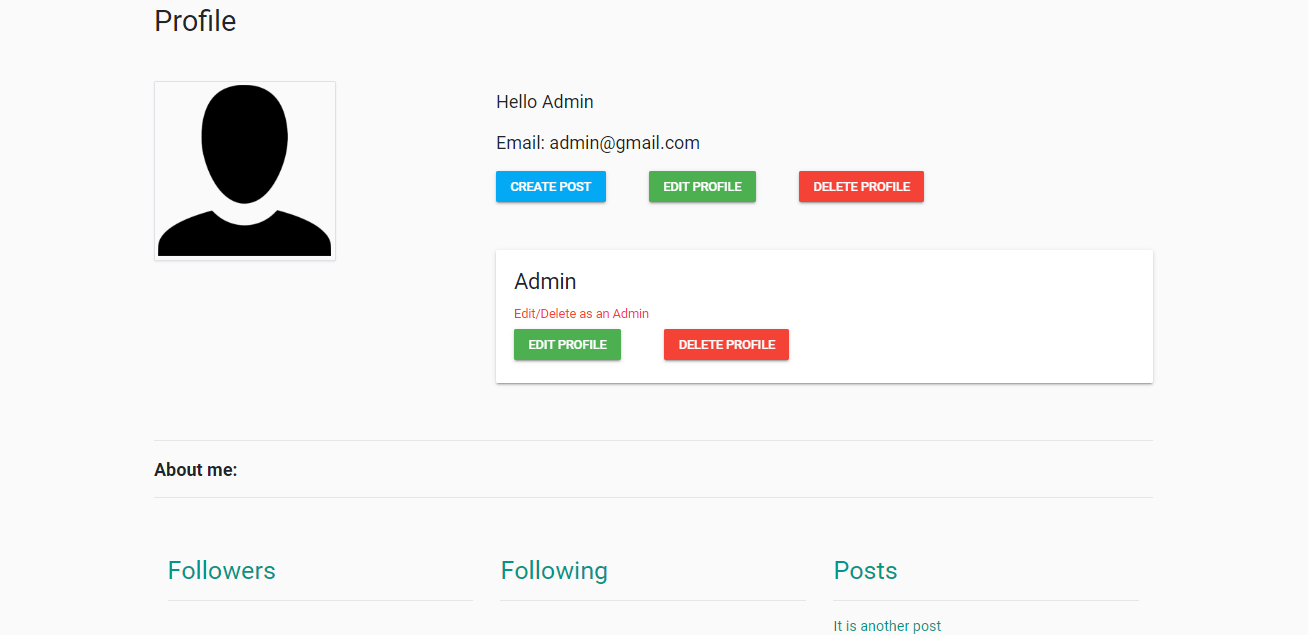 Profile
Hello Admin
Email: admin@gmail.com
CREATE POST EDIT PROFILE DELETE PROFILE
Admin
Edit/Delete as an Admin
EDIT PROFILE DELETE PROFILE
About me:
Followers Following Posts
It is another post